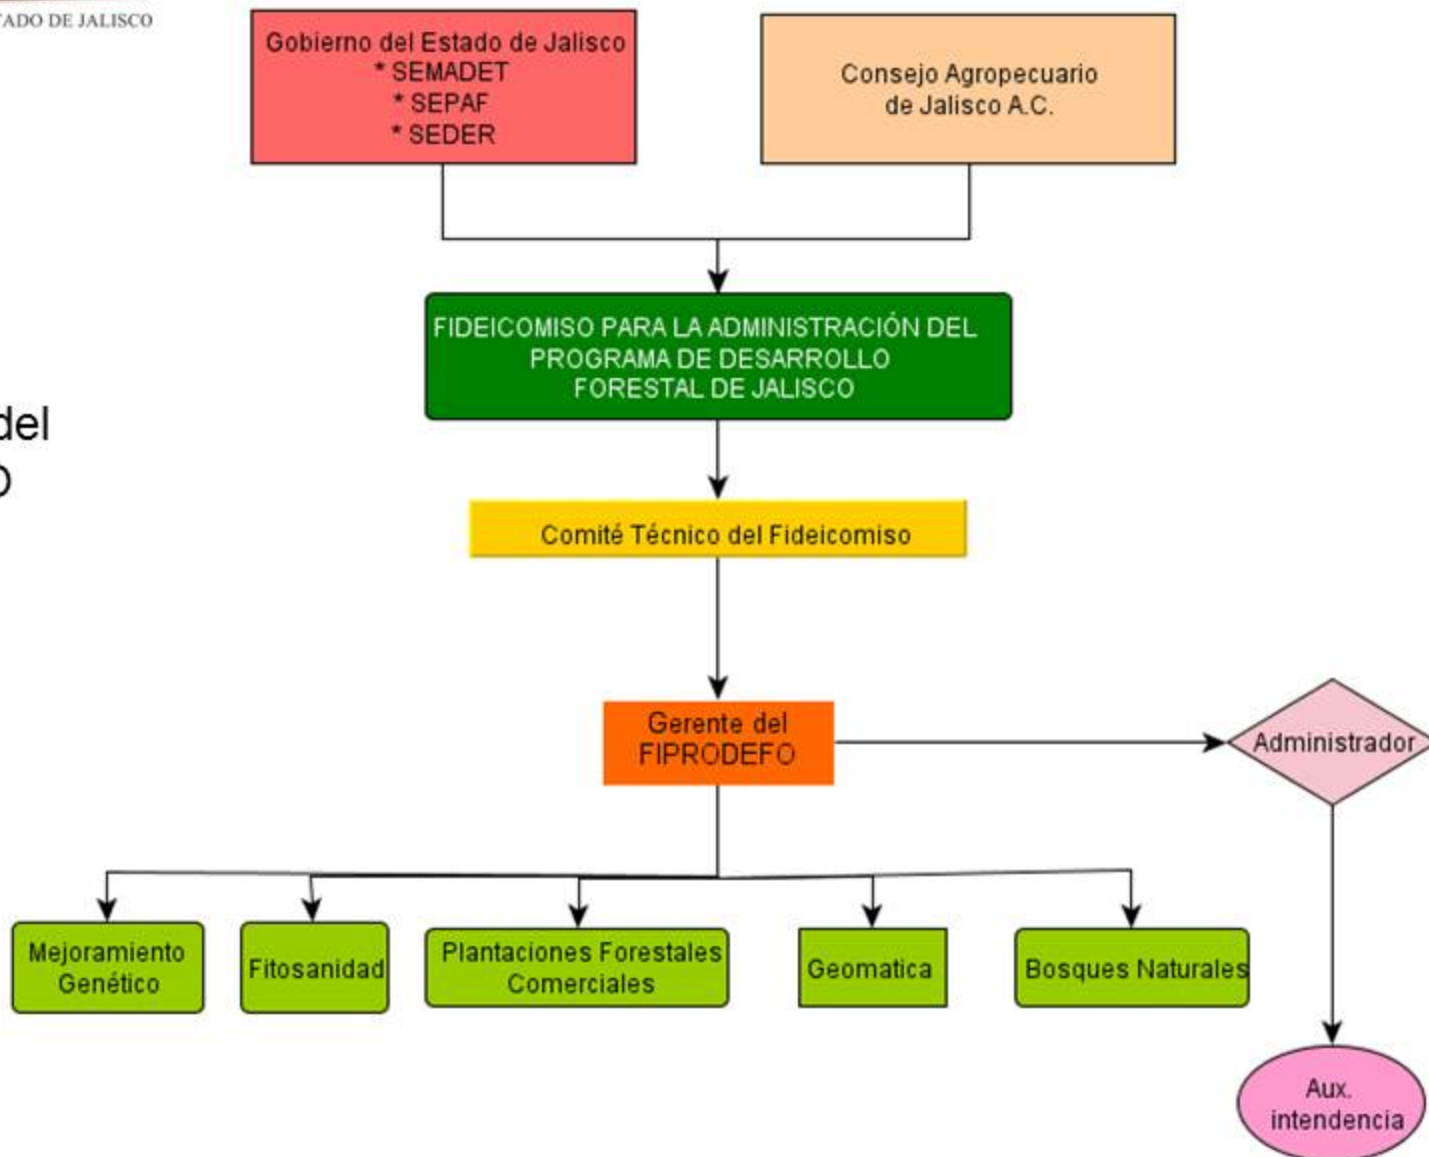 ADO DE JALISCO
Gobierno del Estado de Jalisco
* SEMADET
* SEPAF
* SEDER
Consejo Agropecuario
de Jalisco A.C.
FIDEICOMISO PARA LA ADMINISTRACIÓN DEL
PROGRAMA DE DESARROLLO
FORESTAL DE JALISCO
del
Comité Técnico del Fideicomiso
Gerente del
FIPRODEFO
Administrador
Mejoramiento
Genético
Fitosanidad
Plantaciones Forestales
Comerciales
Geomatica
Bosques Naturales
Aux.
intendencia